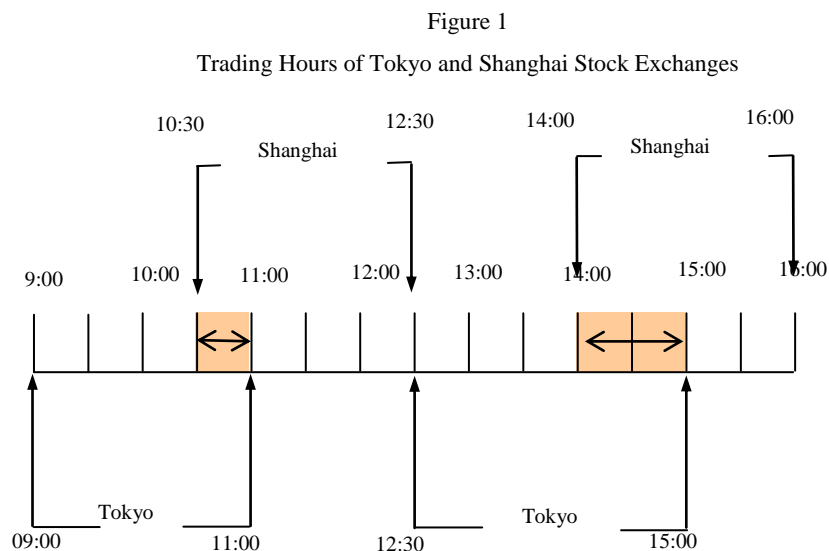 Figure 1
Trading Hours of Tokyo and Shanghai Stock Exchanges
10:30 12:30 14:00 16:00
Shanghai Shanghai
9:00 10:00 11:00 12:00 13:00 14:00 15:00 16:00
Tokyo Tokyo
09:00 11:00 12:30 15:00